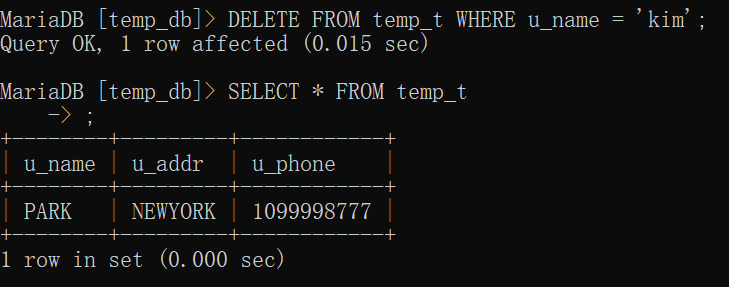 MariaDB [temp_db]> DELETE FROM temp_t WHERE u_name = 'kim';
Query OK, 1 row affected (0.015 sec)

MariaDB [temp_db]> SELECT * FROM temp_t
    -> ;
+--------+---------+------------+
| u_name | u_addr  | u_phone    |
+--------+---------+------------+
| PARK   | NEWYORK | 1099998777 |
+--------+---------+------------+
1 row in set (0.000 sec)